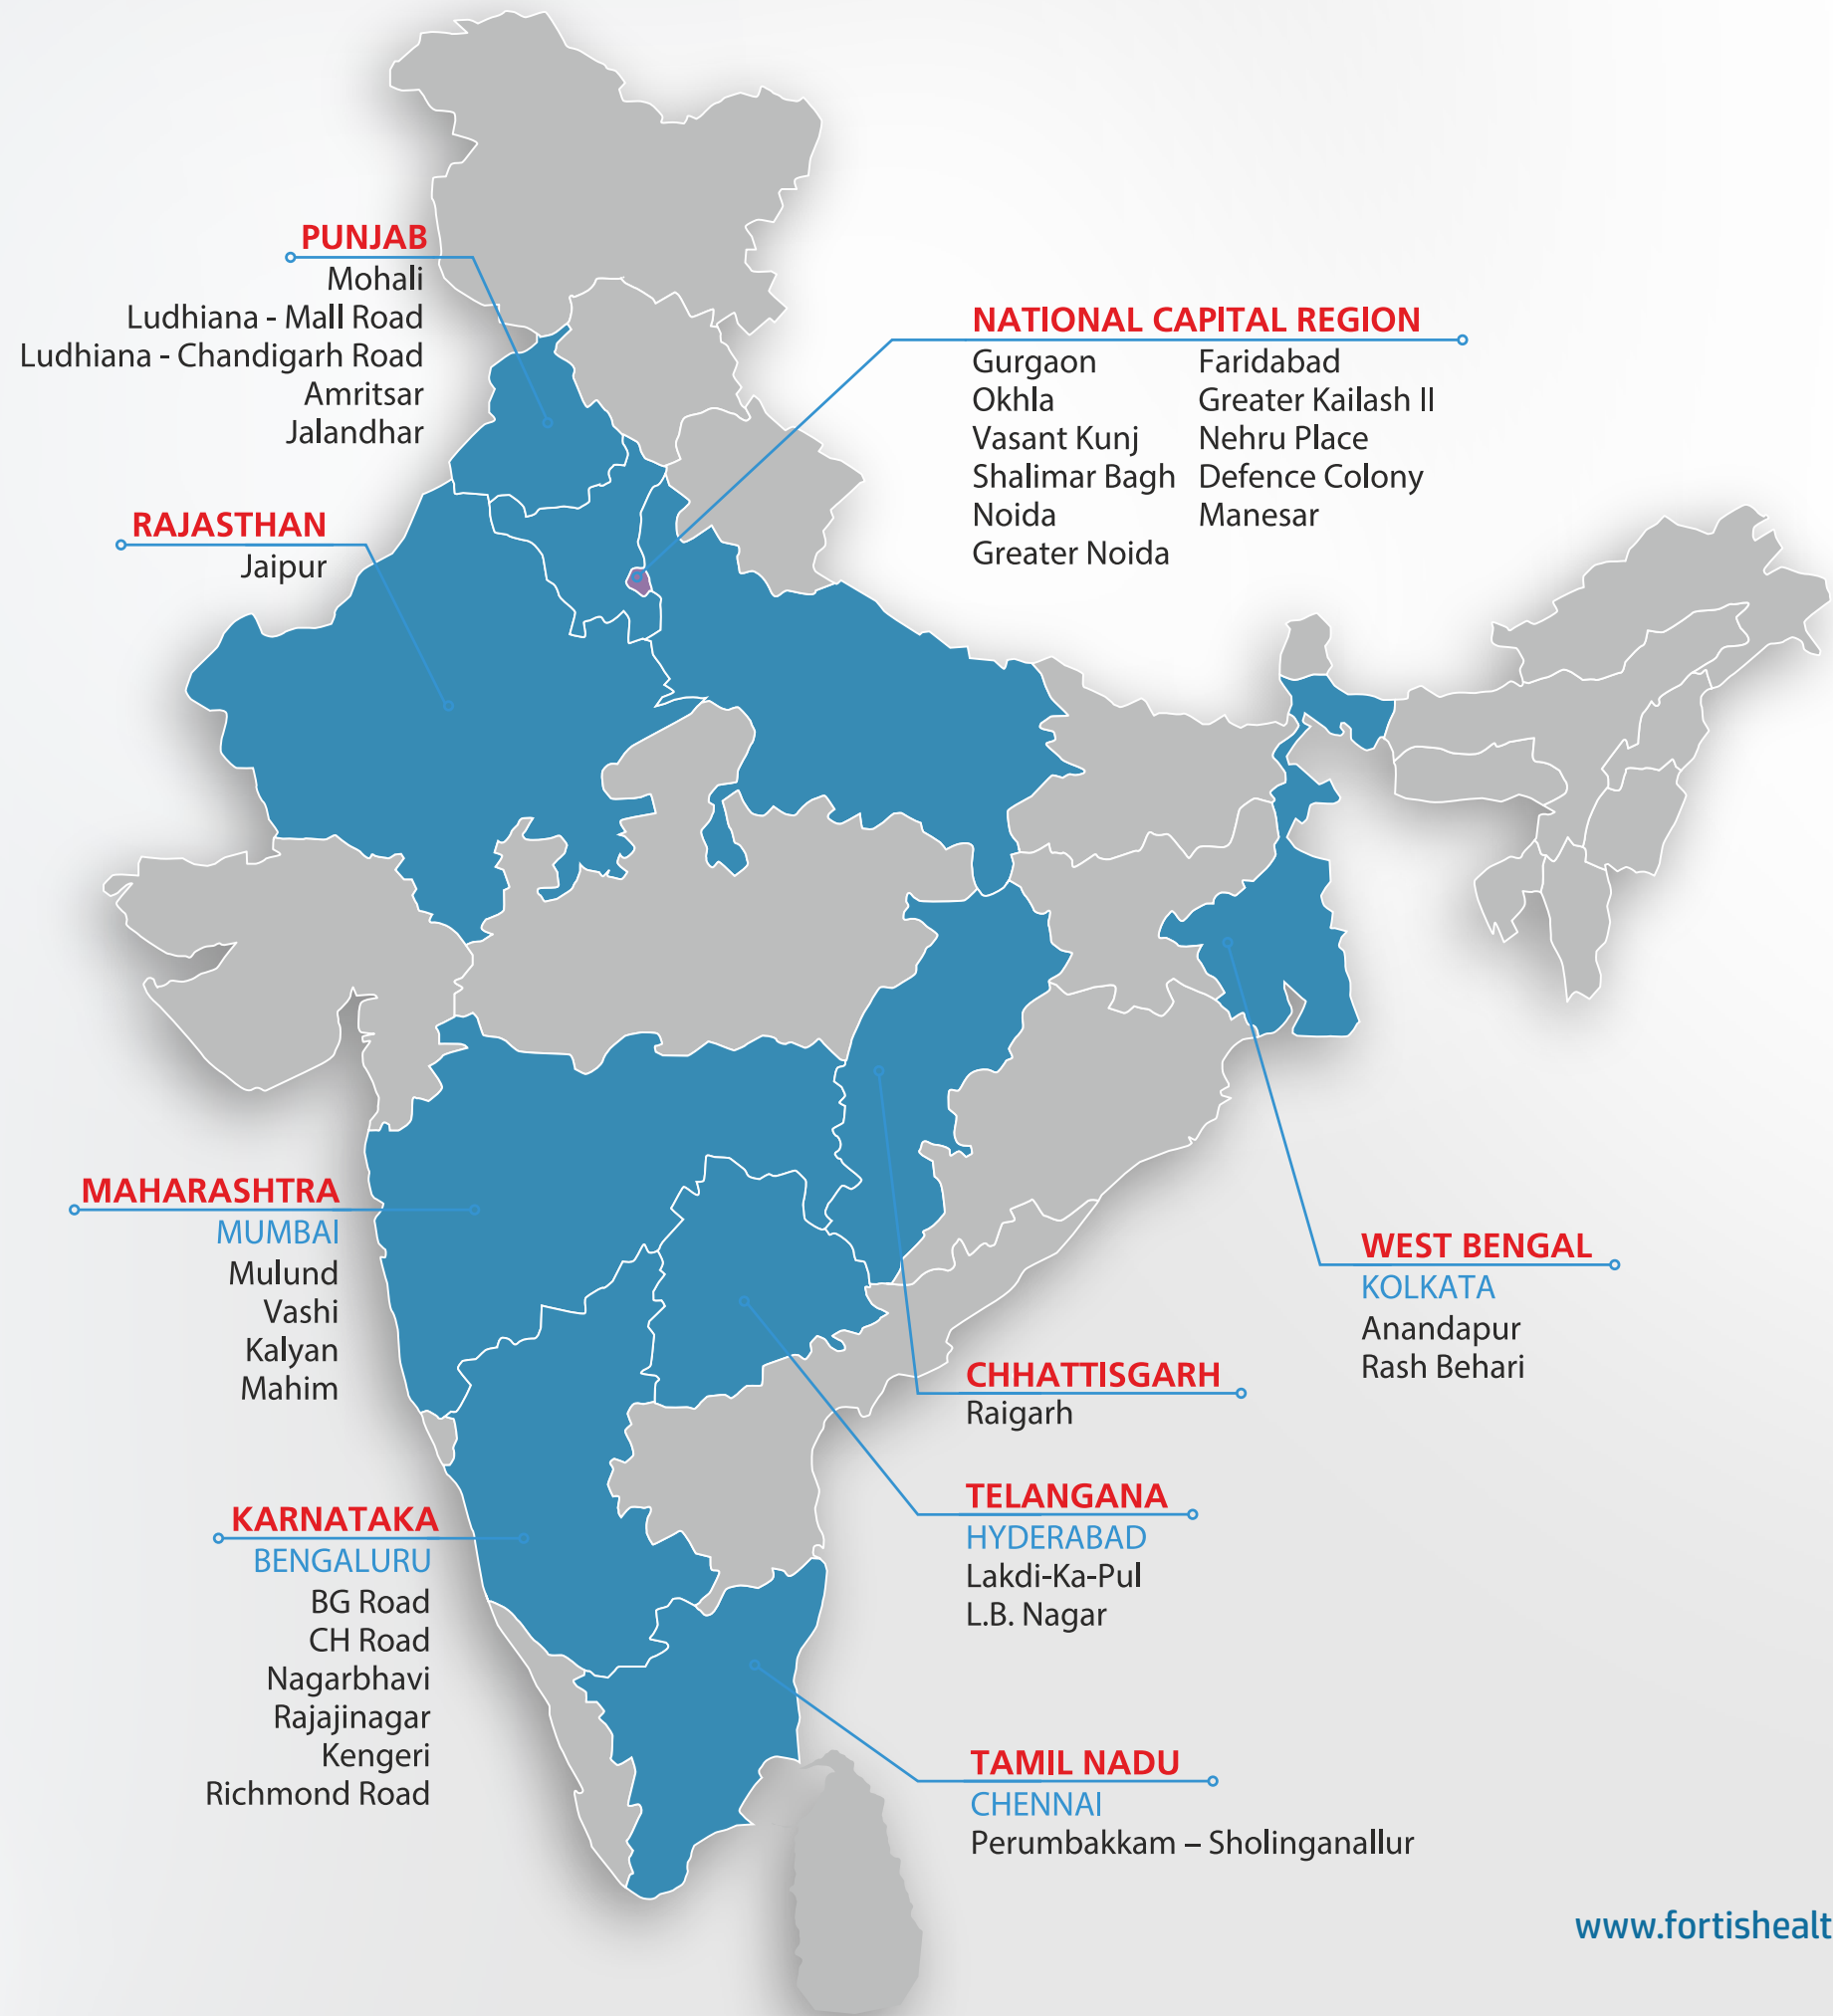 PUNJAB
Mohali
Ludhiana - Mall Road
Ludhiana - Chandigarh Road
Amritsar
Jalandhar
NATIONAL CAPITAL REGION
Gurgaon
Okhla
Vasant Kunj
Shalimar Bagh
Noida
Greater Noida
Faridabad
Greater Kailash II
Nehru Place
Defence Colony
Manesar
RAJASTHAN
Jaipur
MAHARASHTRA
MUMBAI
Mulund
Vashi
Kalyan
Mahim
WEST BENGAL
KOLKATA
Anandapur
Rash Behari
CHHATTISGARH
Raigarh
TELANGANA
HYDERABAD
Lakdi-Ka-Pul
L.B. Nagar
KARNATAKA
BENGALURU
BG Road
CH Road
Nagarbhavi
Rajajinagar
Kengeri
Richmond Road
TAMIL NADU
CHENNAI
Perumbakkam – Sholinganallur
www.fortishealt